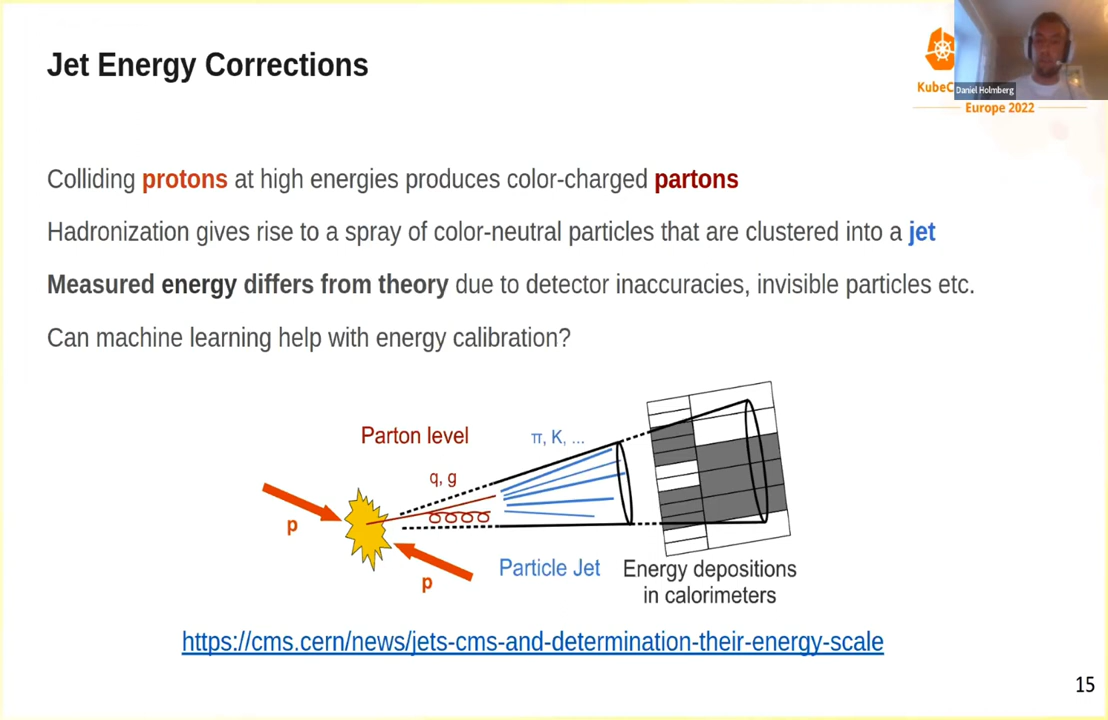 Jet Energy Corrections
KubeC
Daniel Holmberg
Europe 2022
Colliding protons at high energies produces color-charged partons
Hadronization gives rise to a spray of color-neutral particles that are clustered into a jet
Measured energy differs from theory due to detector inaccuracies, invisible particles etc.
Can machine learning help with energy calibration?
Parton level
π, K, ...
q, g
p
p
Particle Jet
Energy depositions
in calorimeters
https://cms.cern/news/jets-cms-and-determination-their-energy-scale
15